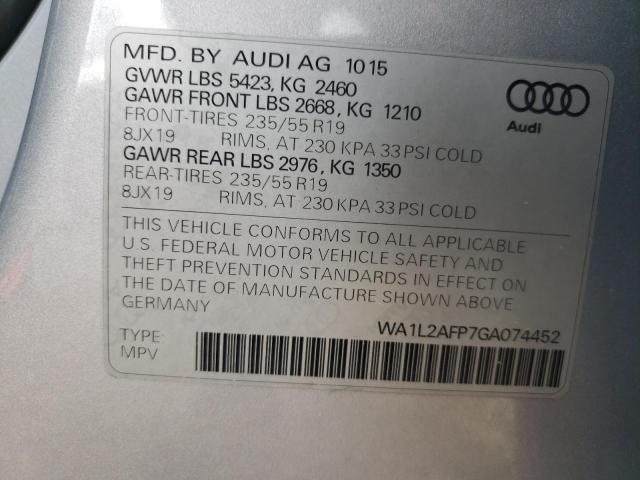 MFD. BY AUDI AG 1015
GVWR LBS 5423, KG 2460
GAWR FRONT LBS 2668, KG 1210
FRONT-TIRES 235/55 R19
8JX19 RIMS, AT 230 KPA 33 PSI COLD
GAWR REAR LBS 2976, KG 1350
REAR-TIRES 235/55 R19
8JX19 RIMS, AT 230 KPA 33 PSI COLD
Audi
THIS VEHICLE CONFORMS TO ALL APPLICABLE
U.S. FEDERAL MOTOR VEHICLE SAFETY AND
THEFT PREVENTION STANDARDS IN EFFECT ON
THE DATE OF MANUFACTURE SHOWN ABOVE
GERMANY
WA1L2AFP7GA074452
TYPE:
MPV